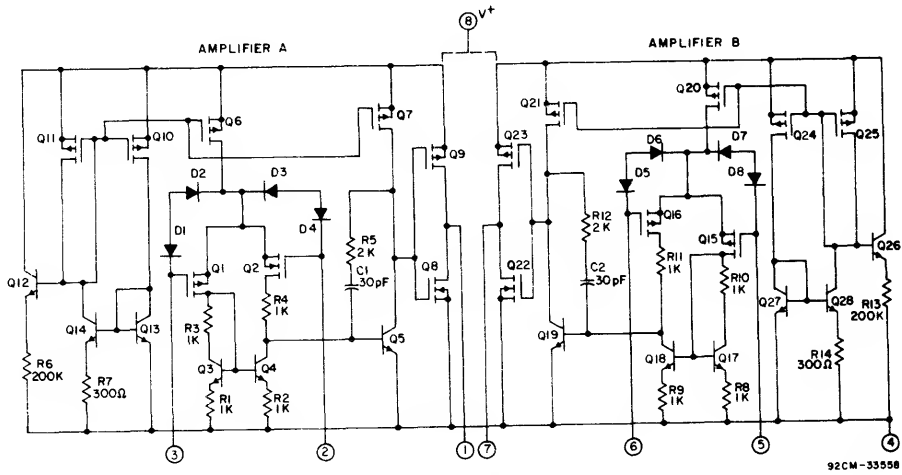 8 V+
AMPLIFIER A
AMPLIFIER B
Q11
Q10
Q6
Q7
Q9
Q23
Q21
Q20
Q24
Q25
D2
D3
D6
D7
D1
D4
D5
D8
Q1
Q2
R5
2K
C1
30pF
R12
2K
C2
30pF
Q16
Q15
Q12
Q26
Q8
Q22
R4
1K
R3
1K
R11
1K
R10
1K
R13
200K
Q14
Q13
Q3
Q4
Q5
Q19
Q18
Q17
Q27
Q28
R6
200K
R7
300Ω
R1
1K
R2
1K
R9
1K
R8
1K
R14
300Ω
3
2
1
7
6
5
4
92CM-33558